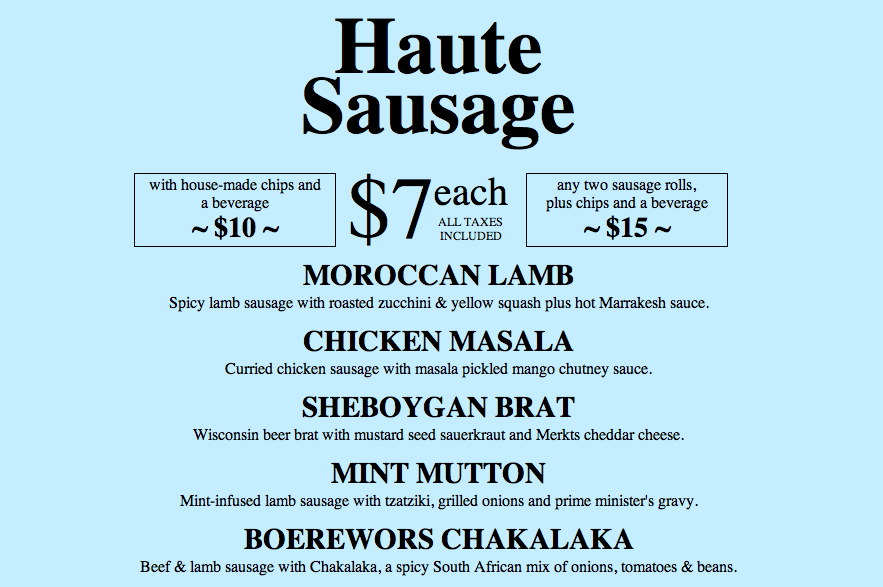 Haute
Sausage
with house-made chips and
a beverage
~ $10 ~
$7 each
ALL TAXES
INCLUDED
any two sausage rolls,
plus chips and a beverage
~ $15 ~
MOROCCAN LAMB
Spicy lamb sausage with roasted zucchini & yellow squash plus hot Marrakesh sauce.
CHICKEN MASALA
Curried chicken sausage with masala pickled mango chutney sauce.
SHEBOYGAN BRAT
Wisconsin beer brat with mustard seed sauerkraut and Merkts cheddar cheese.
MINT MUTTON
Mint-infused lamb sausage with tzatziki, grilled onions and prime minister's gravy.
BOEREWORS CHAKALAKA
Beef & lamb sausage with Chakalaka, a spicy South African mix of onions, tomatoes & beans.